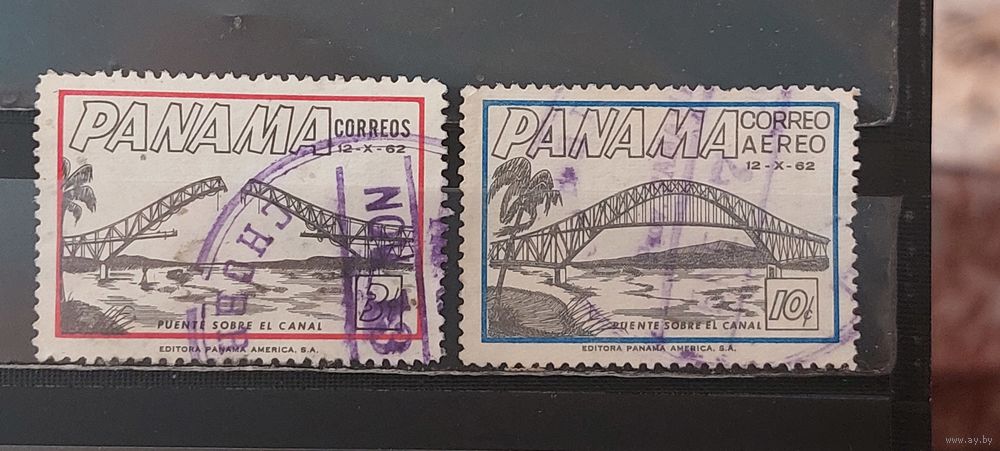 PANAMA CORREOS
12-X-62
3¢
PUENTE SOBRE EL CANAL
EDITORA PANAMA AMERICA, S.A.
PANAMA CORREO
AEREO
12-X-62
10¢
PUENTE SOBRE EL CANAL
EDITORA PANAMA AMERICA, S.A.
www.ay.by